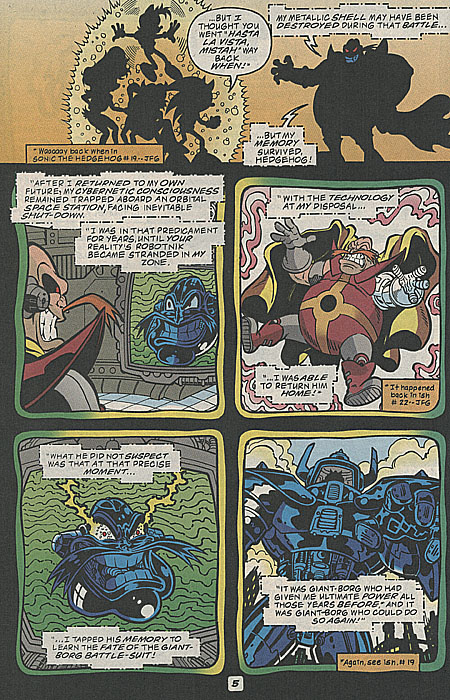 ...BUT I
THOUGHT YOU
WENT "HASTA
LA VISTA,
MISTAH" WAY
BACK
WHEN!*
MY METALLIC SHELL MAY HAVE BEEN
DESTROYED DURING THAT BATTLE...
...BUT MY
MEMORY
SURVIVED,
HEDGEHOG!
*Waaaaay back when in
SONIC THE HEDGEHOG #19--JFG
"AFTER I RETURNED TO MY OWN
FUTURE, MY CYBERNETIC CONSCIOUSNESS
REMAINED TRAPPED ABOARD AN ORBITAL
SPACE STATION, FACING INEVITABLE
SHUT-DOWN.
"I WAS IN THAT PREDICAMENT
FOR YEARS, UNTIL YOUR
REALITY'S ROBOTNIK
BECAME STRANDED IN MY
ZONE.
"WITH THE TECHNOLOGY
AT MY DISPOSAL...
"...I WAS ABLE
TO RETURN HIM
HOME!*
*It happened
back in ish
#22--JFG
"WHAT HE DID NOT SUSPECT
WAS THAT AT THAT PRECISE
MOMENT...
"...I TAPPED HIS MEMORY TO
LEARN THE FATE OF THE GIANT-
BORG BATTLE-SUIT!
"IT WAS GIANT-BORG WHO HAD
GIVEN ME ULTIMATE POWER ALL
THOSE YEARS BEFORE,* AND IT
WAS GIANT-BORG WHO COULD DO
SO AGAIN!"
*Again, see ish. #19
5